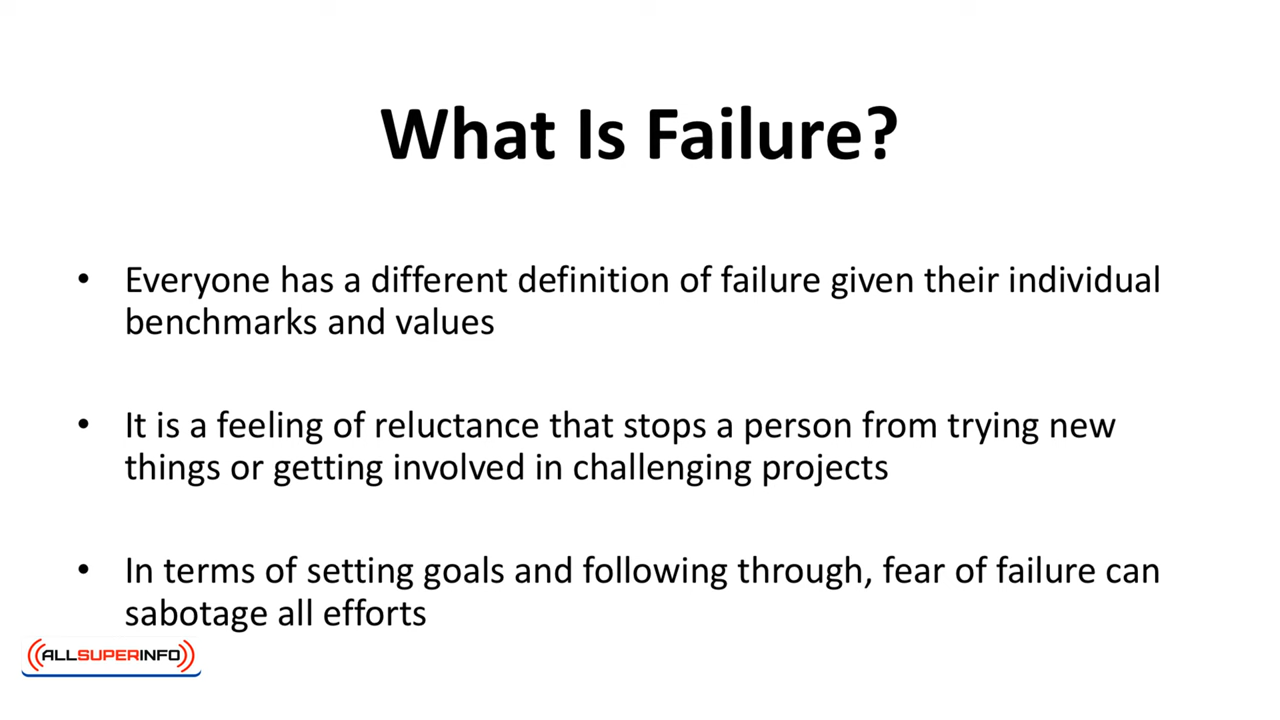 What Is Failure?
• Everyone has a different definition of failure given their individual
benchmarks and values
• It is a feeling of reluctance that stops a person from trying new
things or getting involved in challenging projects
• In terms of setting goals and following through, fear of failure can
sabotage all efforts
((ALLSUPERINFO))